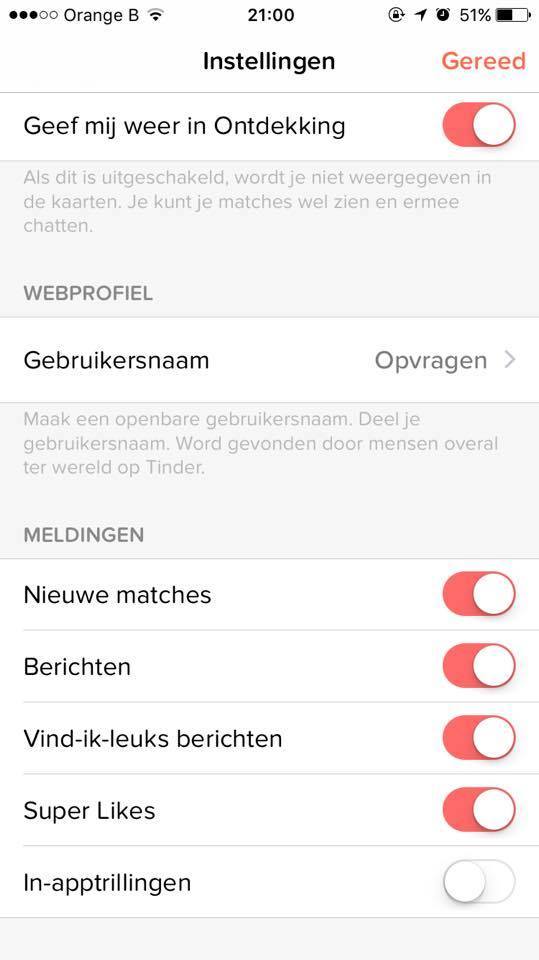 Orange B 21:00 51%
Instellingen Gereed
Geef mij weer in Ontdekking
Als dit is uitgeschakeld, wordt je niet weergegeven in
de kaarten. Je kunt je matches wel zien en ermee
chatten.
WEBPROFIEL
Gebruikersnaam Opvragen
Maak een openbare gebruikersnaam. Deel je
gebruikersnaam. Word gevonden door mensen overal
ter wereld op Tinder.
MELDINGEN
Nieuwe matches
Berichten
Vind-ik-leuks berichten
Super Likes
In-apptrillingen